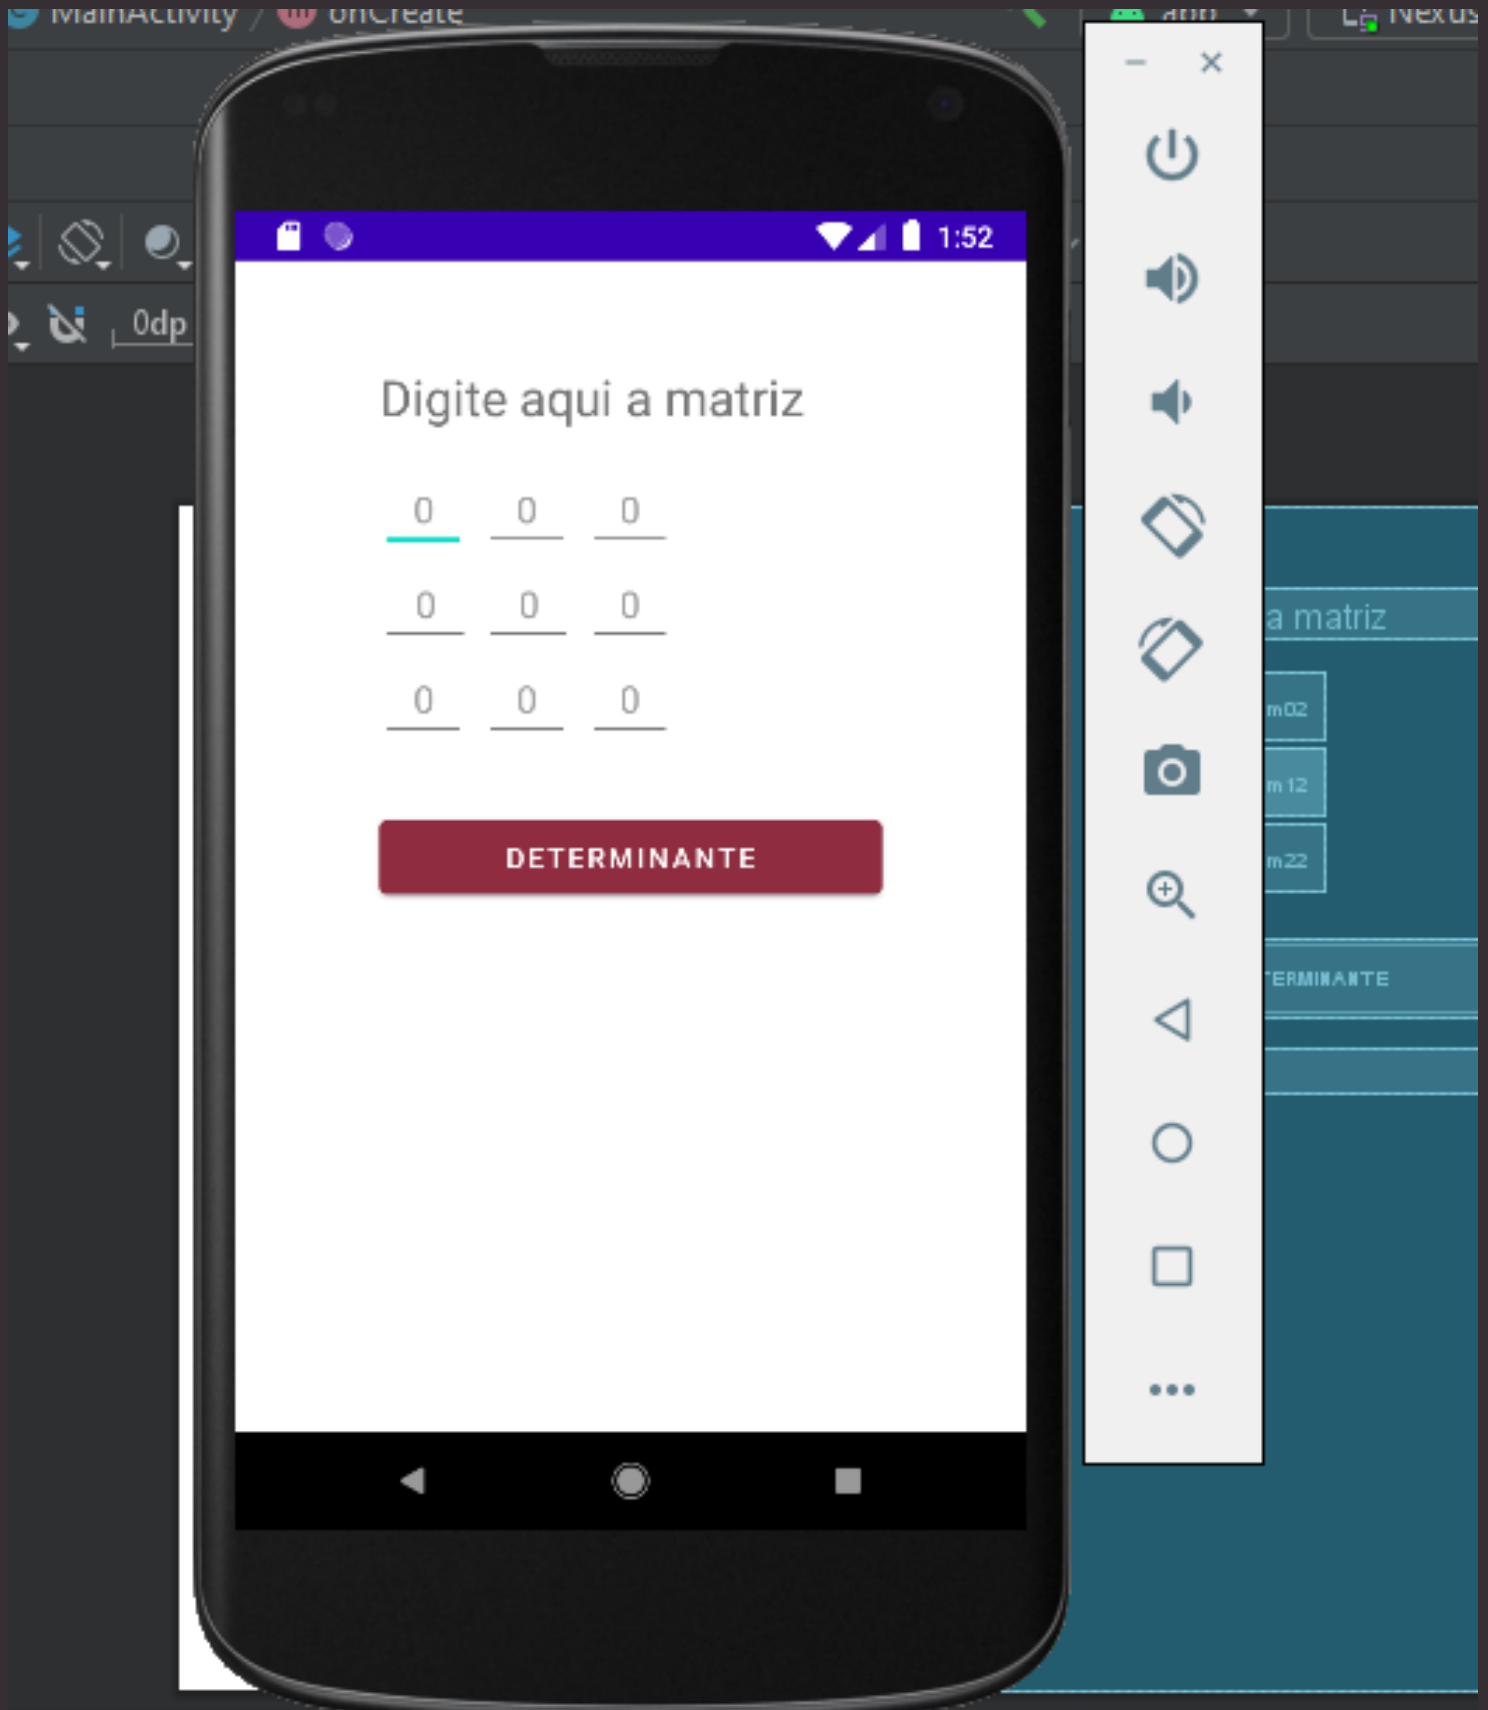 MainActivity / onCreate
app
Nexus
0dp
1:52
Digite aqui a matriz
0 0 0
0 0 0
0 0 0
DETERMINANTE
a matriz
m02
m12
m22
TERMINANTE